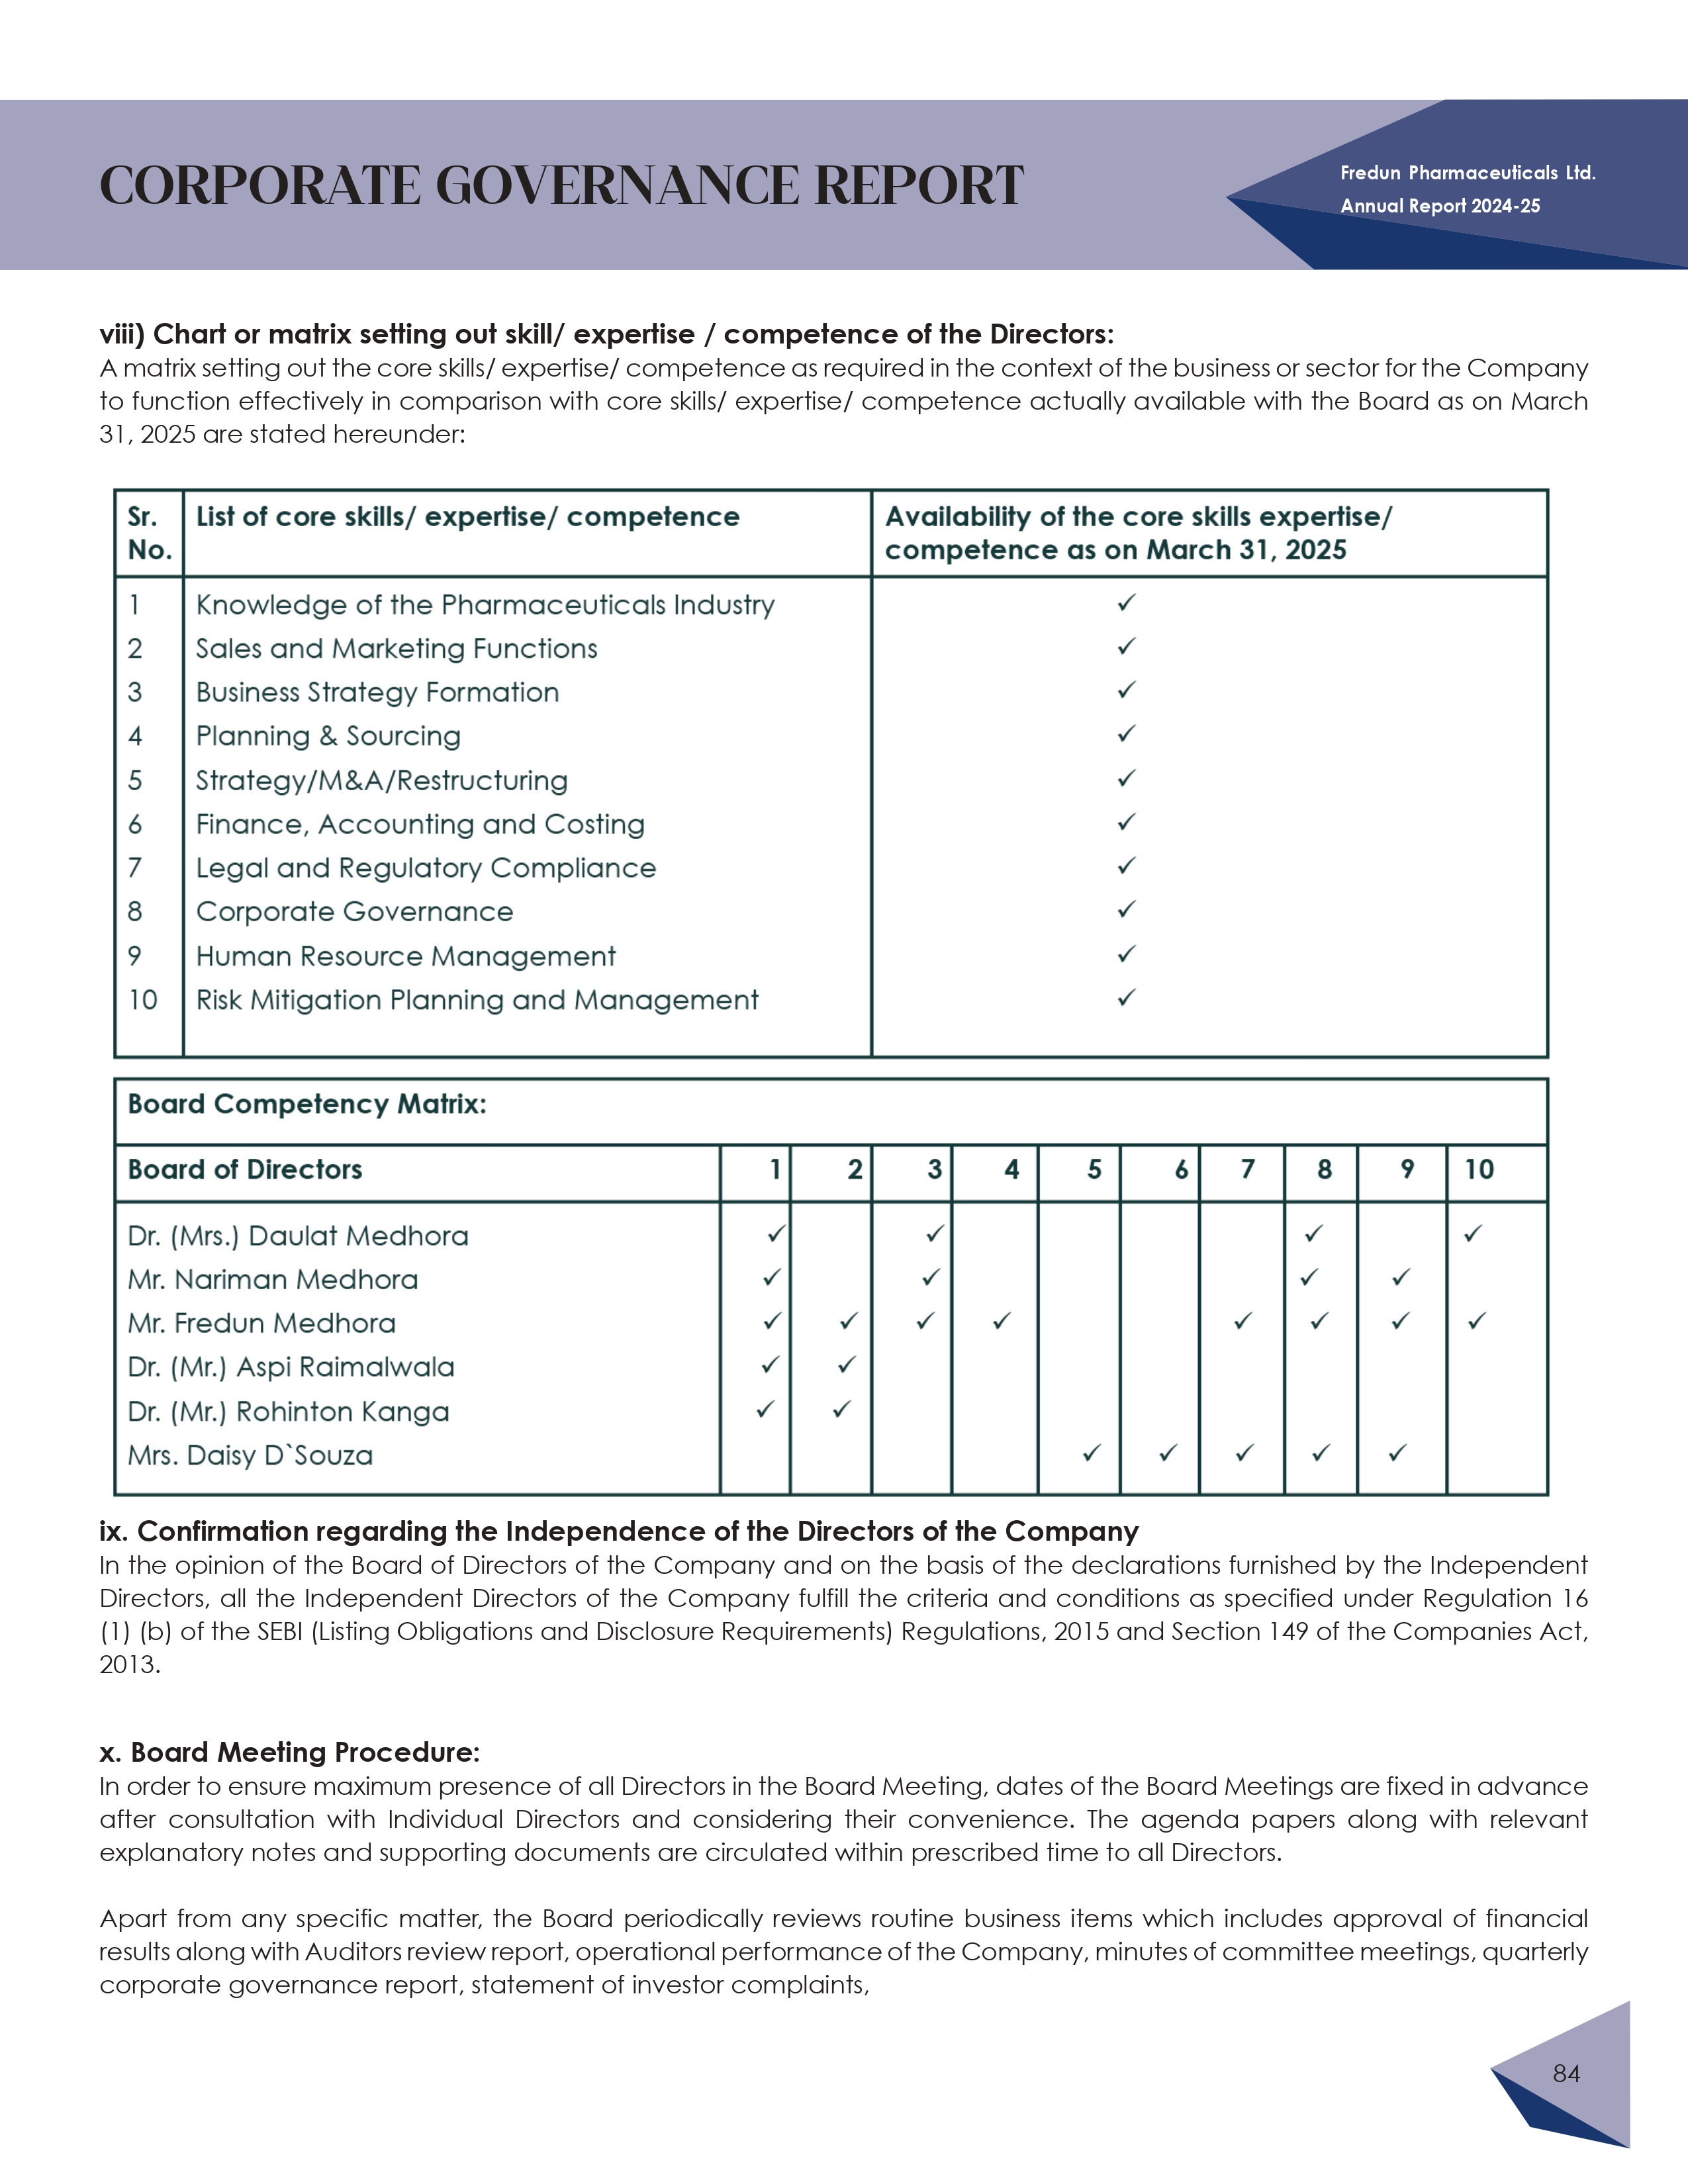 CORPORATE GOVERNANCE REPORT
Fredun Pharmaceuticals Ltd.
Annual Report 2024-25
viii) Chart or matrix setting out skill/ expertise / competence of the Directors:
A matrix setting out the core skills/ expertise/ competence as required in the context of the business or sector for the Company
to function effectively in comparison with core skills/ expertise/ competence actually available with the Board as on March
31, 2025 are stated hereunder:
Sr. No. List of core skills/ expertise/ competence Availability of the core skills expertise/ competence as on March 31, 2025
1 Knowledge of the Pharmaceuticals Industry ✓
2 Sales and Marketing Functions ✓
3 Business Strategy Formation ✓
4 Planning & Sourcing ✓
5 Strategy/M&A/Restructuring ✓
6 Finance, Accounting and Costing ✓
7 Legal and Regulatory Compliance ✓
8 Corporate Governance ✓
9 Human Resource Management ✓
10 Risk Mitigation Planning and Management ✓
Board Competency Matrix:
Board of Directors 1 2 3 4 5 6 7 8 9 10
Dr. (Mrs.) Daulat Medhora ✓ ✓ ✓ ✓
Mr. Nariman Medhora ✓ ✓ ✓ ✓
Mr. Fredun Medhora ✓ ✓ ✓ ✓ ✓ ✓ ✓ ✓
Dr. (Mr.) Aspi Raimalwala ✓ ✓
Dr. (Mr.) Rohinton Kanga ✓ ✓
Mrs. Daisy D`Souza ✓ ✓ ✓ ✓ ✓
ix. Confirmation regarding the Independence of the Directors of the Company
In the opinion of the Board of Directors of the Company and on the basis of the declarations furnished by the Independent
Directors, all the Independent Directors of the Company fulfill the criteria and conditions as specified under Regulation 16
(1) (b) of the SEBI (Listing Obligations and Disclosure Requirements) Regulations, 2015 and Section 149 of the Companies Act,
2013.
x. Board Meeting Procedure:
In order to ensure maximum presence of all Directors in the Board Meeting, dates of the Board Meetings are fixed in advance
after consultation with Individual Directors and considering their convenience. The agenda papers along with relevant
explanatory notes and supporting documents are circulated within prescribed time to all Directors.
Apart from any specific matter, the Board periodically reviews routine business items which includes approval of financial
results along with Auditors review report, operational performance of the Company, minutes of committee meetings, quarterly
corporate governance report, statement of investor complaints,
84